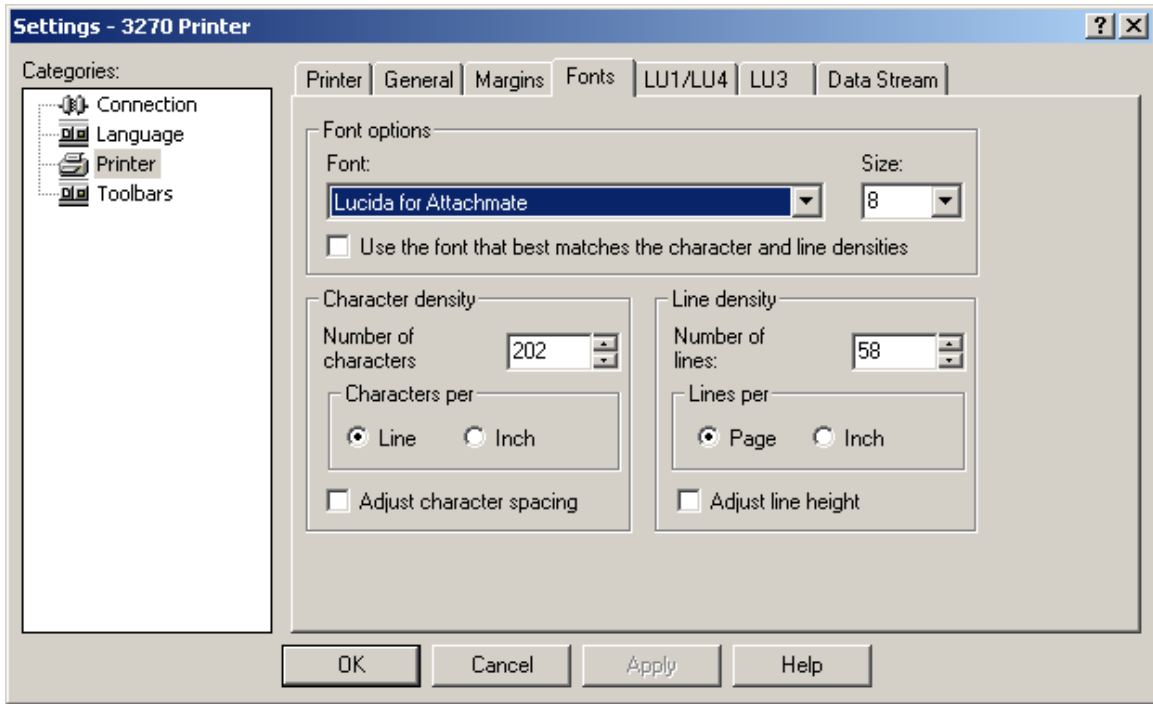 Settings - 3270 Printer
Categories:
Connection
Language
Printer
Toolbars
Printer General Margins Fonts LU1/LU4 LU3 Data Stream
Font options
Font: Size:
Lucida for Attachmate 8
Use the font that best matches the character and line densities
Character density
Number of
characters 202
Characters per
Line Inch
Adjust character spacing
Line density
Number of
lines: 58
Lines per
Page Inch
Adjust line height
OK Cancel Apply Help